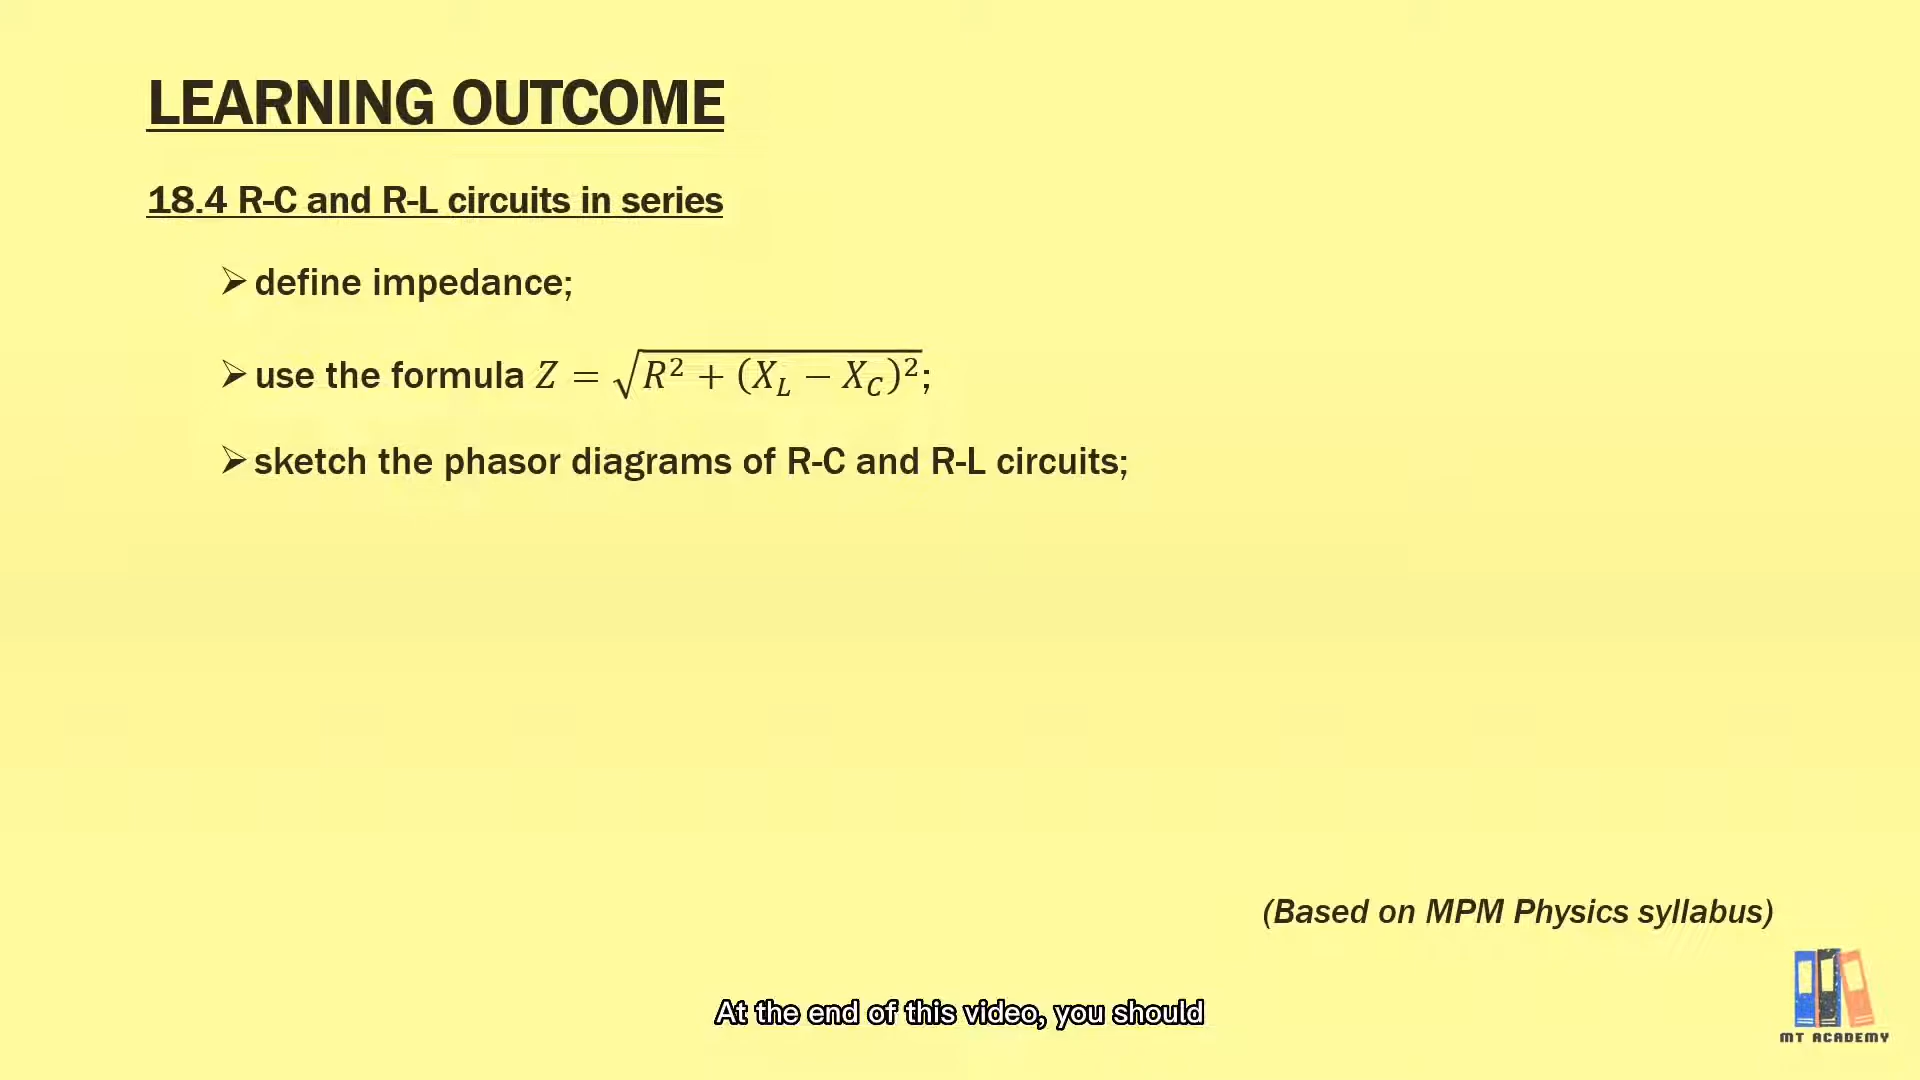 LEARNING OUTCOME
18.4 R-C and R-L circuits in series
➢ define impedance;
➢ use the formula Z = √(R² + (X_L − X_C)²);
➢ sketch the phasor diagrams of R-C and R-L circuits;
(Based on MPM Physics syllabus)
MT ACADEMY
At the end of this video, you should